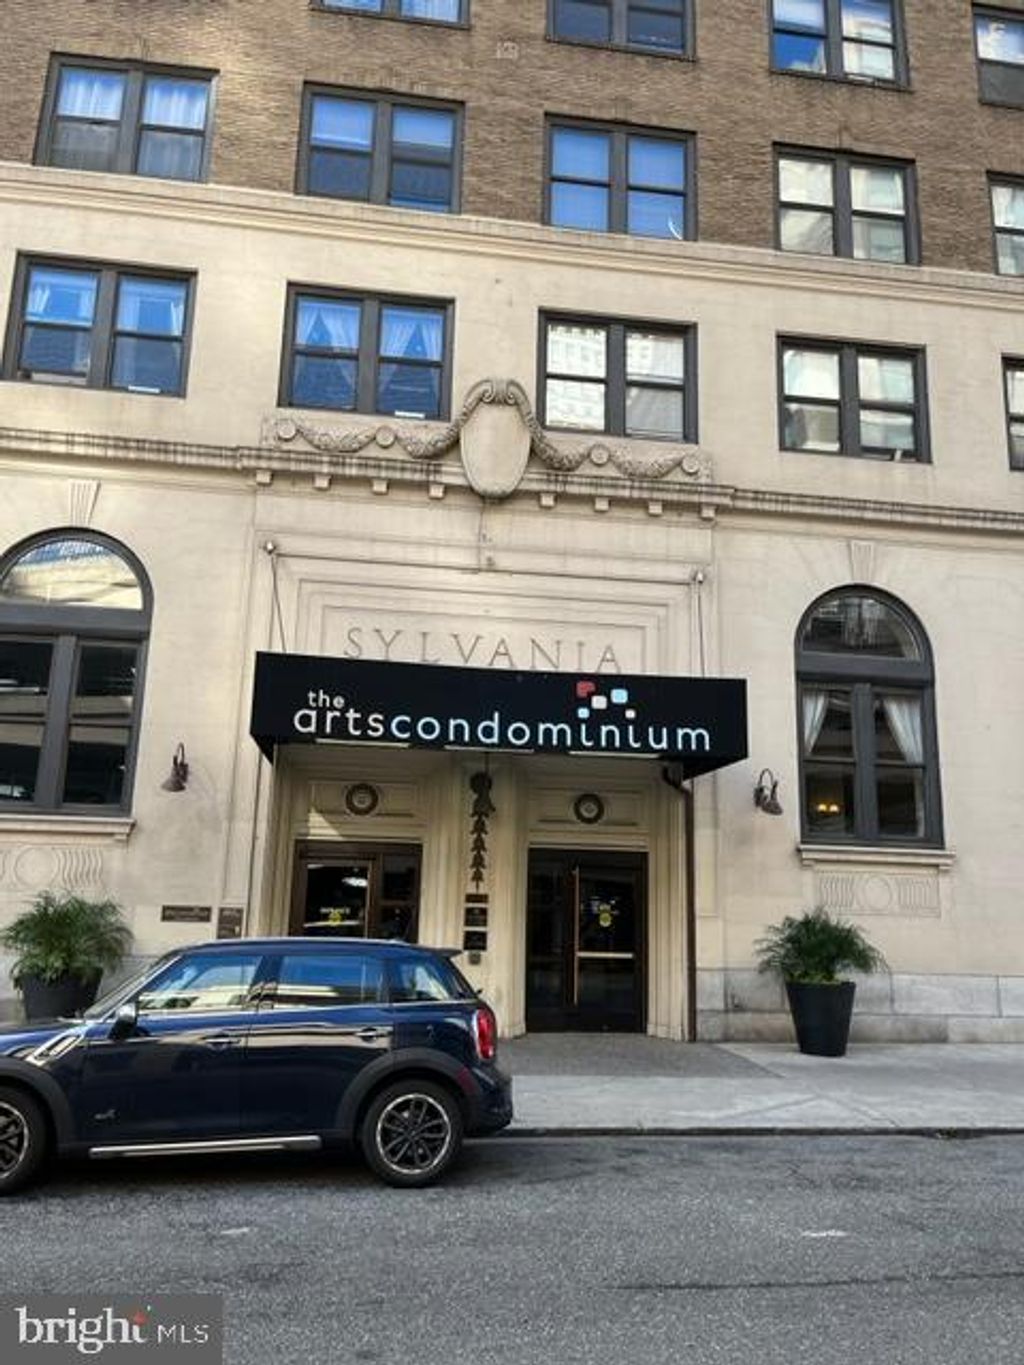 SYLVANIA
the
artscondominium
bright MLS